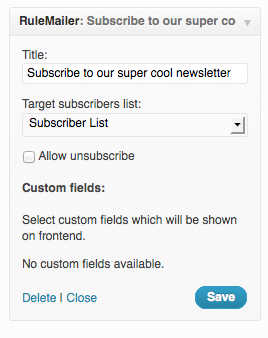 RuleMailer: Subscribe to our super co
Title:
Subscribe to our super cool newsletter
Target subscribers list:
Subscriber List
Allow unsubscribe
Custom fields:
Select custom fields which will be shown
on frontend.
No custom fields available.
Delete | Close
Save